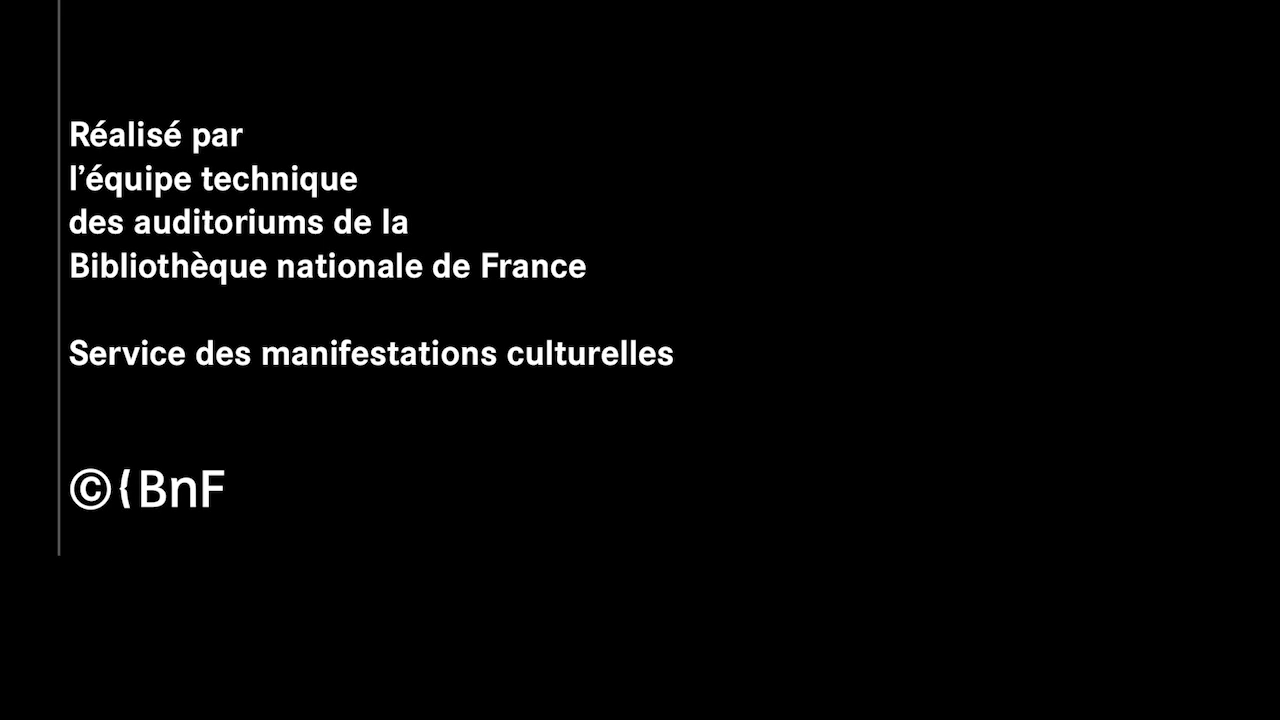 Réalisé par
l’équipe technique
des auditoriums de la
Bibliothèque nationale de France
Service des manifestations culturelles
©{BnF